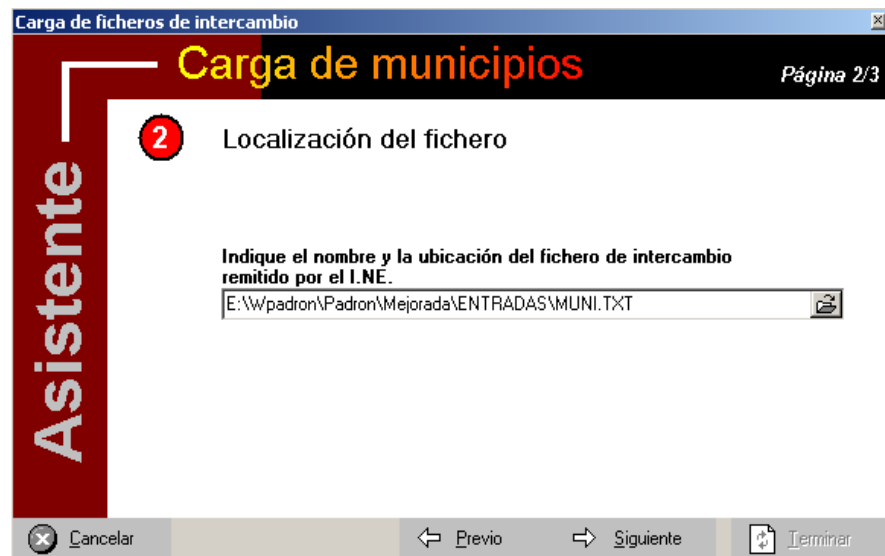 Carga de ficheros de intercambio
Carga de municipios
Página 2/3
Asistente
2
Localización del fichero
Indique el nombre y la ubicación del fichero de intercambio
remitido por el I.NE.
E:\Wpadron\Padron\Mejorada\ENTRADAS\MUNI.TXT
Cancelar
Previo
Siguiente
Terminar